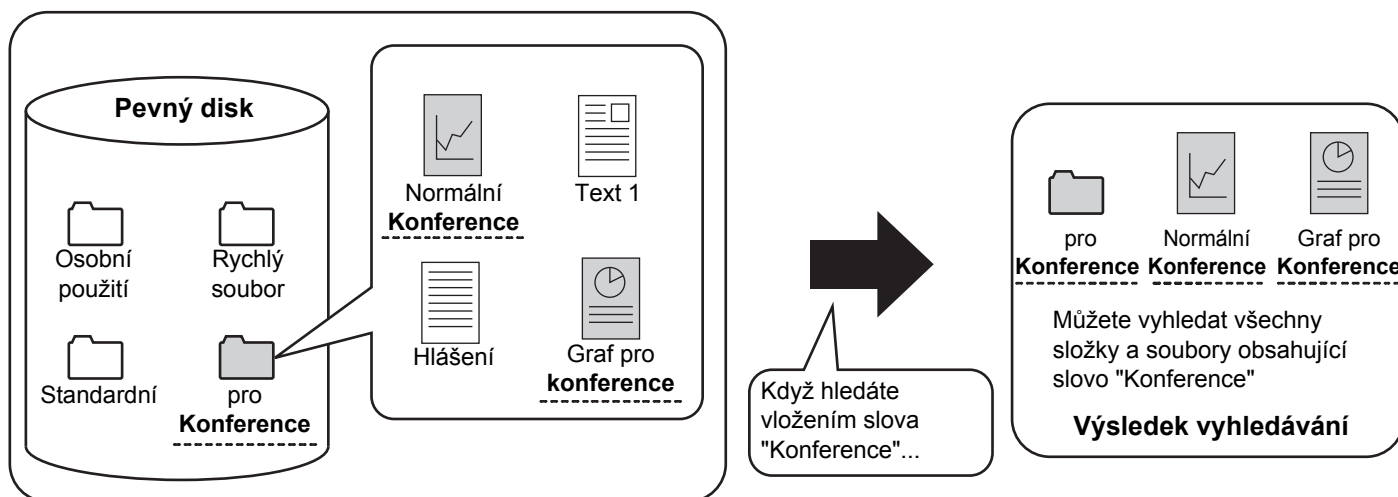 Pevný disk
Osobní
použití
Rychlý
soubor
Standardní
pro
Konference
Normální
Konference
Text 1
Hlášení
Graf pro
konference
Když hledáte
vložením slova
"Konference"...
pro
Konference
Normální
Konference
Graf pro
Konference
Můžete vyhledat všechny
složky a soubory obsahující
slovo "Konference"
Výsledek vyhledávání